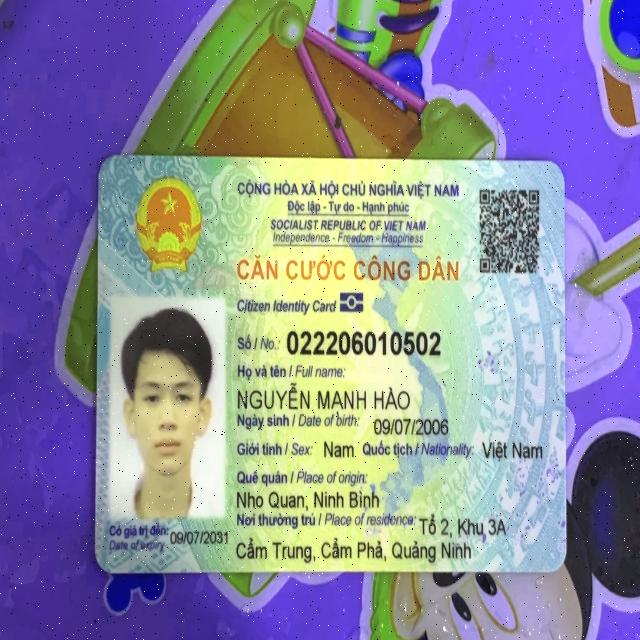 CỘNG HÒA XÃ HỘI CHỦ NGHĨA VIỆT NAM
Độc lập - Tự do - Hạnh phúc
SOCIALIST REPUBLIC OF VIET NAM
Independence - Freedom - Happiness
CĂN CƯỚC CÔNG DÂN
Citizen Identity Card
Số / No.: 022206010502
Họ và tên / Full name:
NGUYỄN MẠNH HÀO
Ngày sinh / Date of birth: 09/07/2006
Giới tính / Sex: Nam Quốc tịch / Nationality: Việt Nam
Quê quán / Place of origin:
Nho Quan, Ninh Bình
Nơi thường trú / Place of residence: Tổ 2, Khu 3A
Cẩm Trung, Cẩm Phả, Quảng Ninh
Có giá trị đến: 09/07/2031
Date of expiry